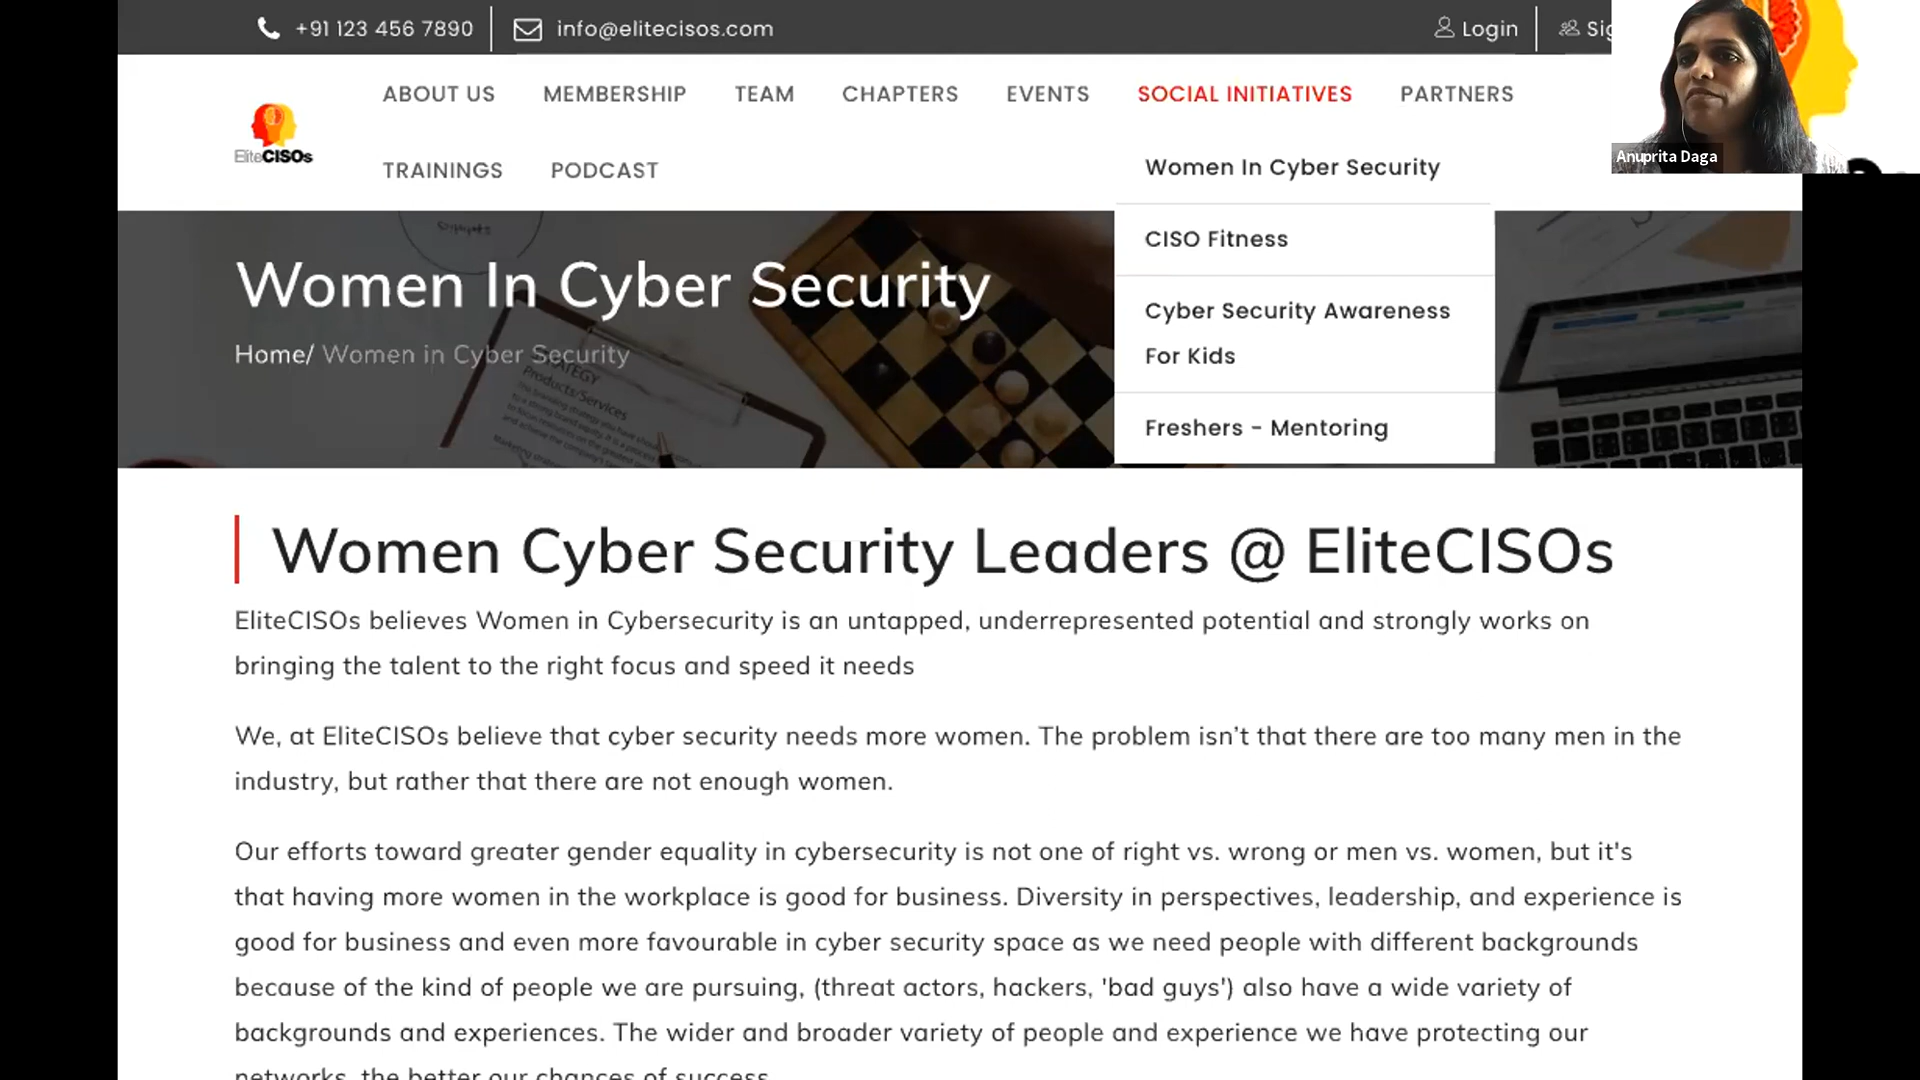 +91 123 456 7890
info@elitecisos.com
Login
ABOUT US
MEMBERSHIP
TEAM
CHAPTERS
EVENTS
SOCIAL INITIATIVES
PARTNERS
TRAININGS
PODCAST
EliteCISOs
Anuprita Daga
Women In Cyber Security
CISO Fitness
Cyber Security Awareness
For Kids
Freshers - Mentoring
Women In Cyber Security
Home/ Women in Cyber Security
Products/Services
Women Cyber Security Leaders @ EliteCISOs
EliteCISOs believes Women in Cybersecurity is an untapped, underrepresented potential and strongly works on
bringing the talent to the right focus and speed it needs
We, at EliteCISOs believe that cyber security needs more women. The problem isn’t that there are too many men in the
industry, but rather that there are not enough women.
Our efforts toward greater gender equality in cybersecurity is not one of right vs. wrong or men vs. women, but it's
that having more women in the workplace is good for business. Diversity in perspectives, leadership, and experience is
good for business and even more favourable in cyber security space as we need people with different backgrounds
because of the kind of people we are pursuing, (threat actors, hackers, 'bad guys') also have a wide variety of
backgrounds and experiences. The wider and broader variety of people and experience we have protecting our
networks, the better our chances of success.